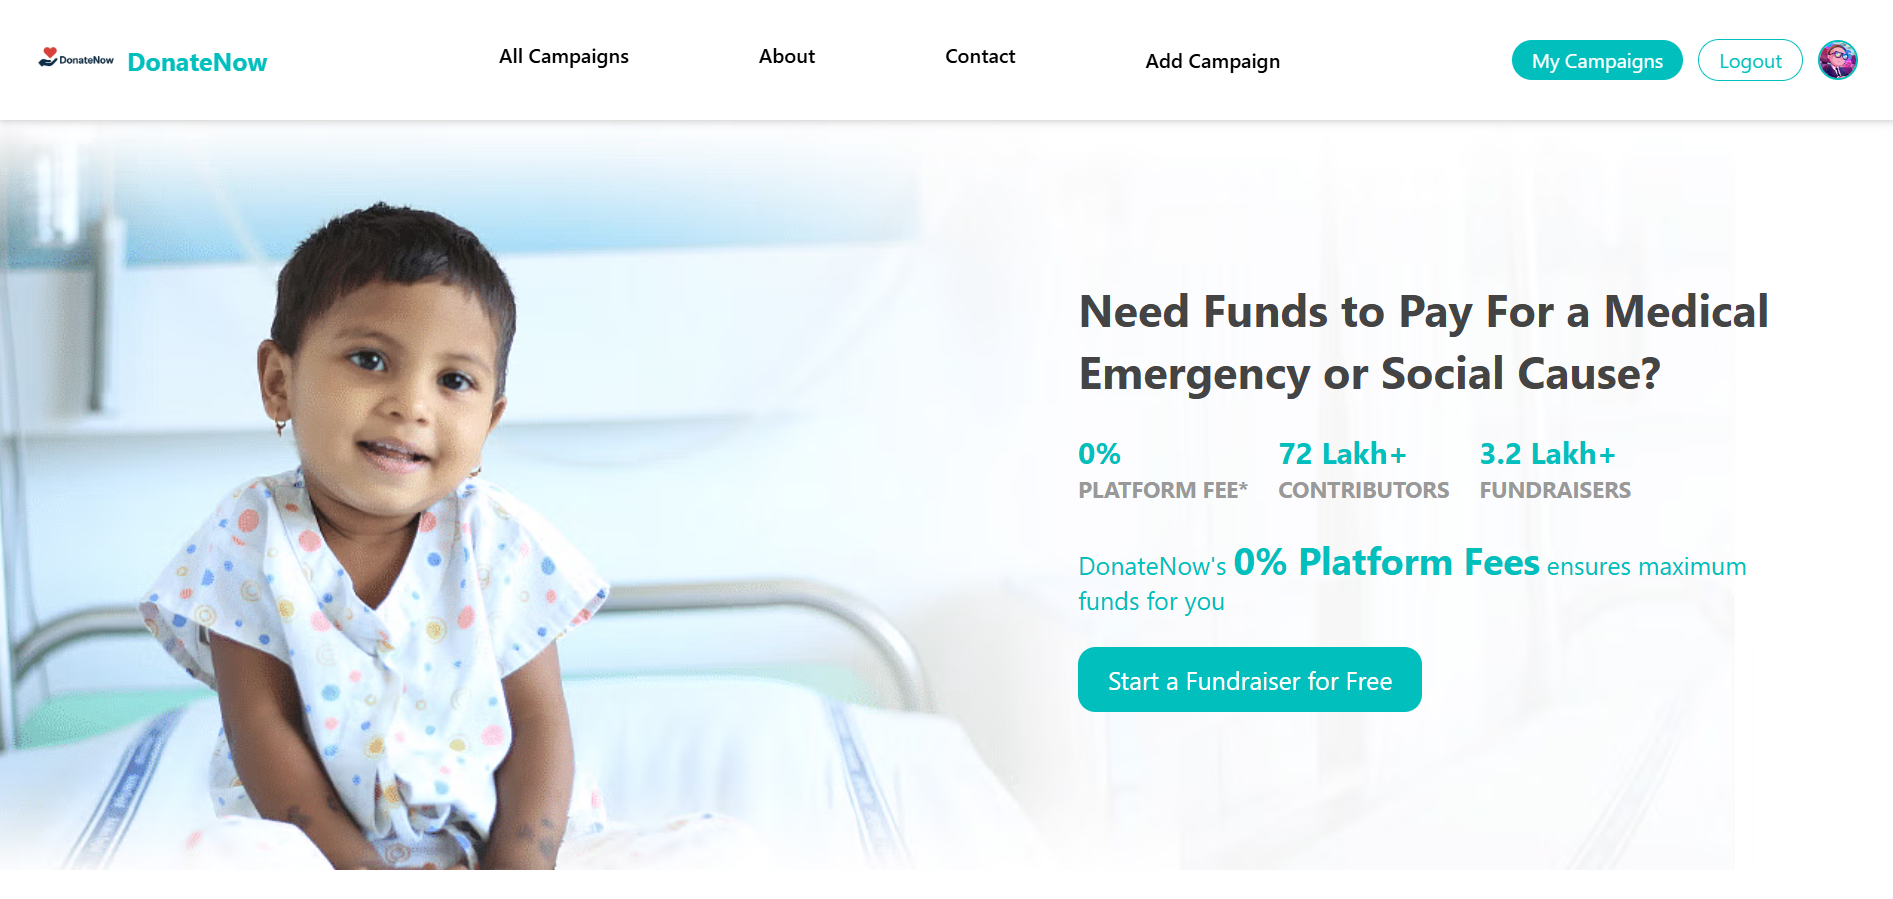 DonateNow
DonateNow
All Campaigns
About
Contact
Add Campaign
My Campaigns
Logout
Need Funds to Pay For a Medical
Emergency or Social Cause?
0%
PLATFORM FEE*
72 Lakh+
CONTRIBUTORS
3.2 Lakh+
FUNDRAISERS
DonateNow's 0% Platform Fees ensures maximum
funds for you
Start a Fundraiser for Free